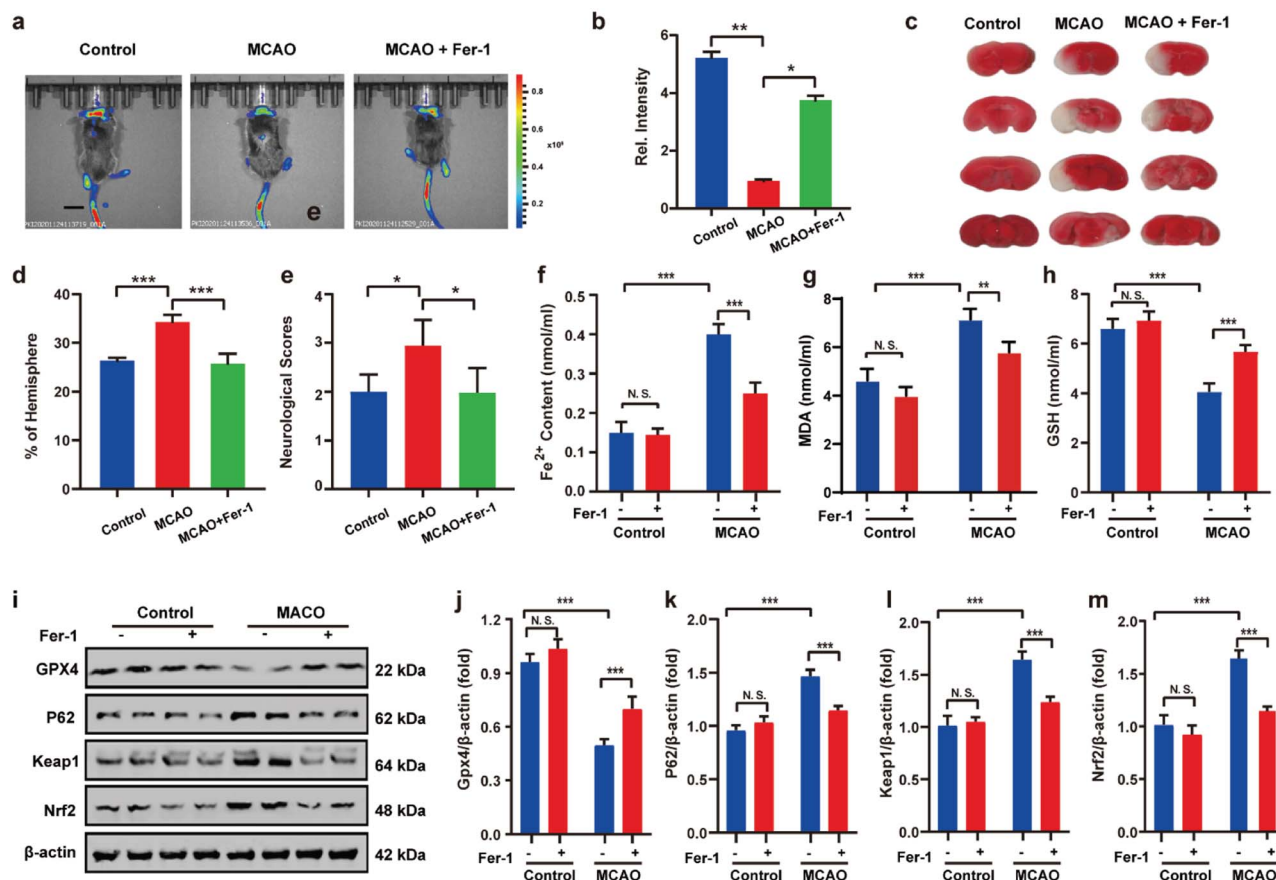 a
Control
MCAO
MCAO + Fer-1
0.8
0.6
x10⁶
0.4
0.2
PKI20201124113719_001A
e
b
6
4
2
0
Rel. Intensity
**
*
Control
MCAO
MCAO+Fer-1
c
Control
MCAO
MCAO + Fer-1
d
40
30
20
10
0
% of Hemisphere
***
***
Control
MCAO
MCAO+Fer-1
e
4
3
2
1
0
Neurological Scores
*
*
Control
MCAO
MCAO+Fer-1
f
0.5
0.4
0.3
0.2
0.1
0.0
Fe2+ Content (nmol/ml)
***
***
N. S.
Fer-1 - + - +
Control MCAO
g
8
6
4
2
0
MDA (nmol/ml)
***
**
N. S.
Fer-1 - + - +
Control MCAO
h
8
6
4
2
0
GSH (nmol/ml)
***
N. S.
***
Fer-1 - + - +
Control MCAO
i
Control MACO
Fer-1 - + - +
GPX4 22 kDa
P62 62 kDa
Keap1 64 kDa
Nrf2 48 kDa
β-actin 42 kDa
j
1.2
0.9
0.6
0.3
0.0
Gpx4/β-actin (fold)
***
N. S.
***
Fer-1 - + - +
Control MCAO
k
2.0
1.5
1.0
0.5
0.0
P62/β-actin (fold)
***
***
N. S.
Fer-1 - + - +
Control MCAO
l
2.0
1.5
1.0
0.5
0.0
Keap1/β-actin (fold)
***
***
N. S.
Fer-1 - + - +
Control MCAO
m
2.0
1.5
1.0
0.5
0.0
Nrf2/β-actin (fold)
***
***
N. S.
Fer-1 - + - +
Control MCAO